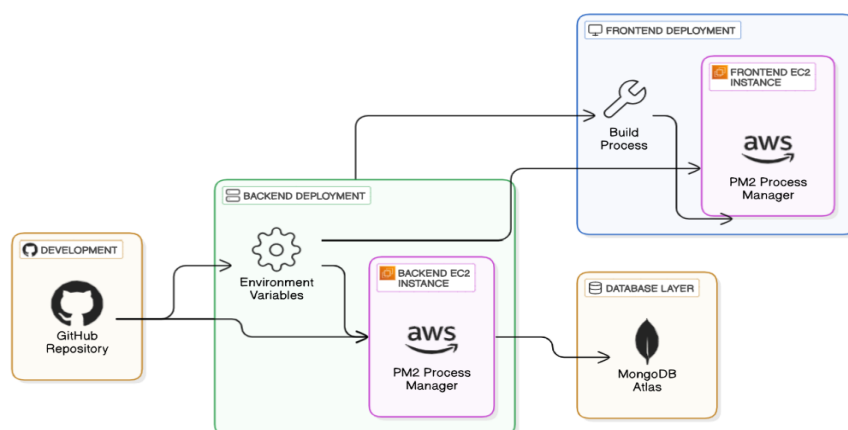 FRONTEND DEPLOYMENT
FRONTEND EC2
INSTANCE
Build
Process
aws
PM2 Process
Manager
BACKEND DEPLOYMENT
DEVELOPMENT
GitHub
Repository
Environment
Variables
BACKEND EC2
INSTANCE
aws
PM2 Process
Manager
DATABASE LAYER
MongoDB
Atlas